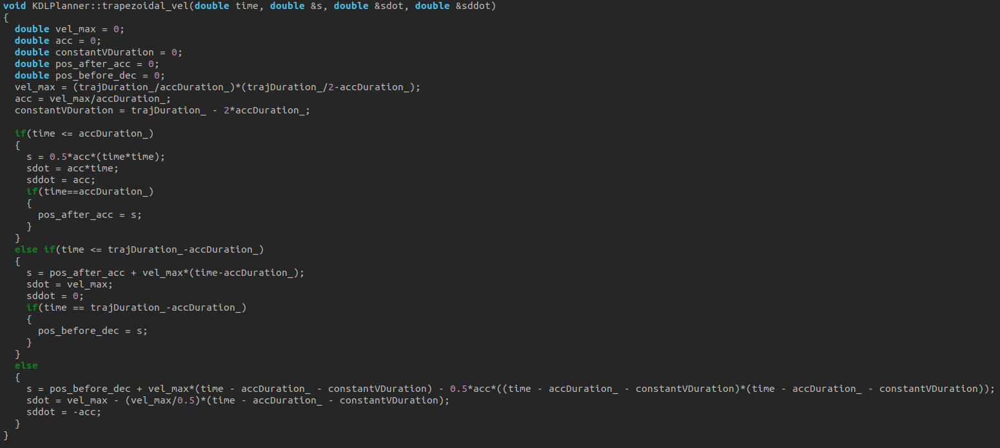 void KDLPlanner::trapezoidal_vel(double time, double &s, double &sdot, double &sddot)
{
  double vel_max = 0;
  double acc = 0;
  double constantVDuration = 0;
  double pos_after_acc = 0;
  double pos_before_dec = 0;
  vel_max = (trajDuration_/accDuration_)*(trajDuration_/2-accDuration_);
  acc = vel_max/accDuration_;
  constantVDuration = trajDuration_ - 2*accDuration_;

  if(time <= accDuration_)
  {
    s = 0.5*acc*(time*time);
    sdot = acc*time;
    sddot = acc;
    if(time==accDuration_)
    {
      pos_after_acc = s;
    }
  }
  else if(time <= trajDuration_-accDuration_)
  {
    s = pos_after_acc + vel_max*(time-accDuration_);
    sdot = vel_max;
    sddot = 0;
    if(time == trajDuration_-accDuration_)
    {
      pos_before_dec = s;
    }
  }
  else
  {
    s = pos_before_dec + vel_max*(time - accDuration_ - constantVDuration) - 0.5*acc*((time - accDuration_ - constantVDuration)*(time - accDuration_ - constantVDuration));
    sdot = vel_max - (vel_max/0.5)*(time - accDuration_ - constantVDuration);
    sddot = -acc;
  }
}